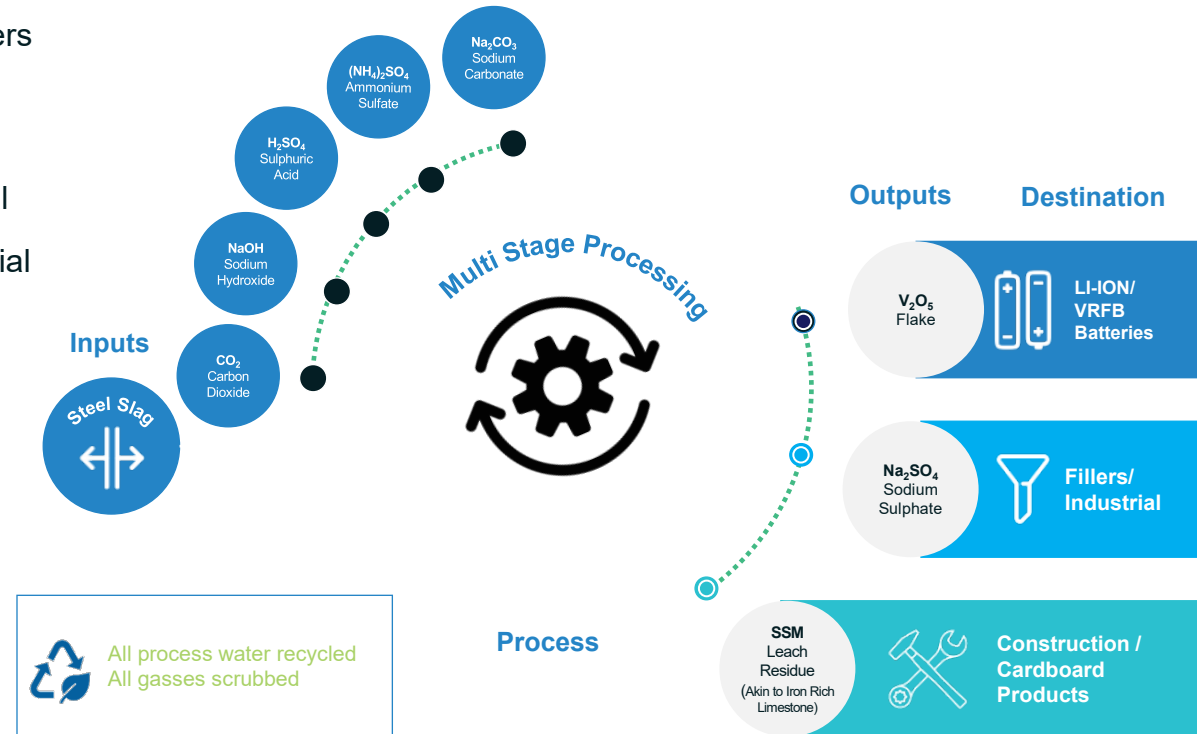 ers
l
ial
Na₂CO₃
Sodium
Carbonate
(NH₄)₂SO₄
Ammonium
Sulfate
H₂SO₄
Sulphuric
Acid
NaOH
Sodium
Hydroxide
Inputs
CO₂
Carbon
Dioxide
Steel Slag
Multi Stage Processing
Process
Outputs
Destination
V₂O₅
Flake
LI-ION/
VRFB
Batteries
Na₂SO₄
Sodium
Sulphate
Fillers/
Industrial
SSM
Leach
Residue
(Akin to Iron Rich
Limestone)
Construction /
Cardboard
Products
All process water recycled
All gasses scrubbed